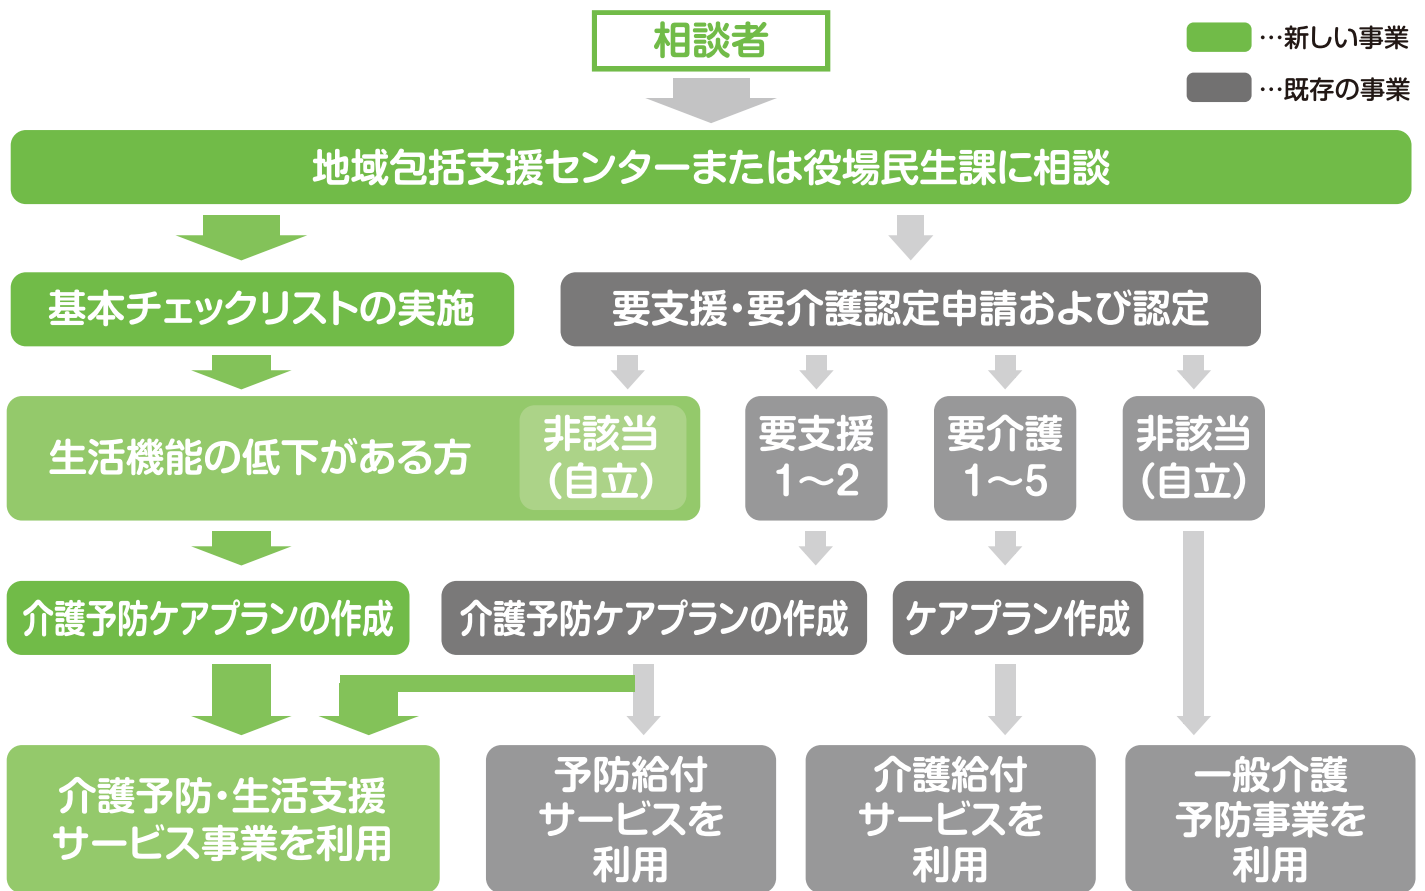 相談者
…新しい事業
…既存の事業
地域包括支援センターまたは役場民生課に相談
基本チェックリストの実施
要支援・要介護認定申請および認定
生活機能の低下がある方
非該当
(自立)
要支援
1～2
要介護
1～5
非該当
(自立)
介護予防ケアプランの作成
介護予防ケアプランの作成
ケアプラン作成
介護予防・生活支援
サービス事業を利用
予防給付
サービスを
利用
介護給付
サービスを
利用
一般介護
予防事業を
利用